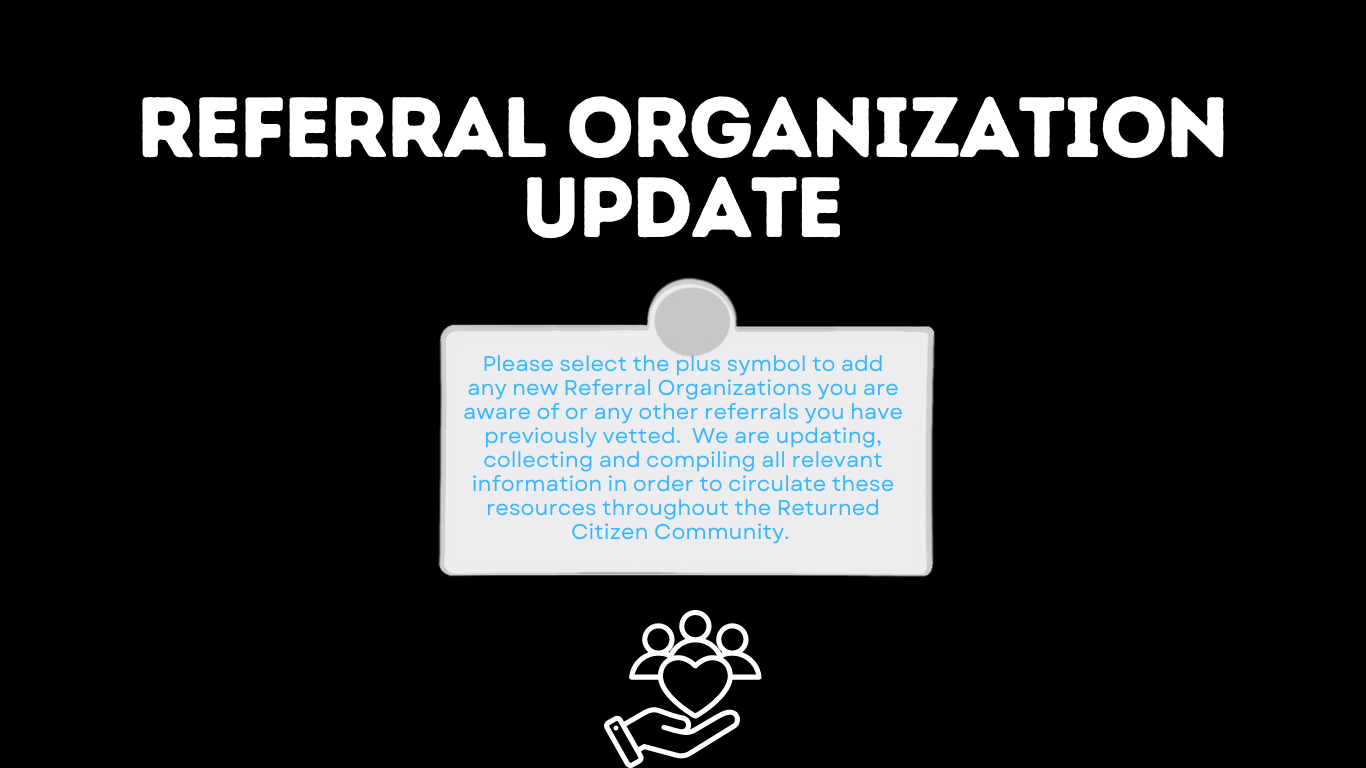 REFERRAL ORGANIZATION
UPDATE
Please select the plus symbol to add
any new Referral Organizations you are
aware of or any other referrals you have
previously vetted.  We are updating,
collecting and compiling all relevant
information in order to circulate these
resources throughout the Returned
Citizen Community.